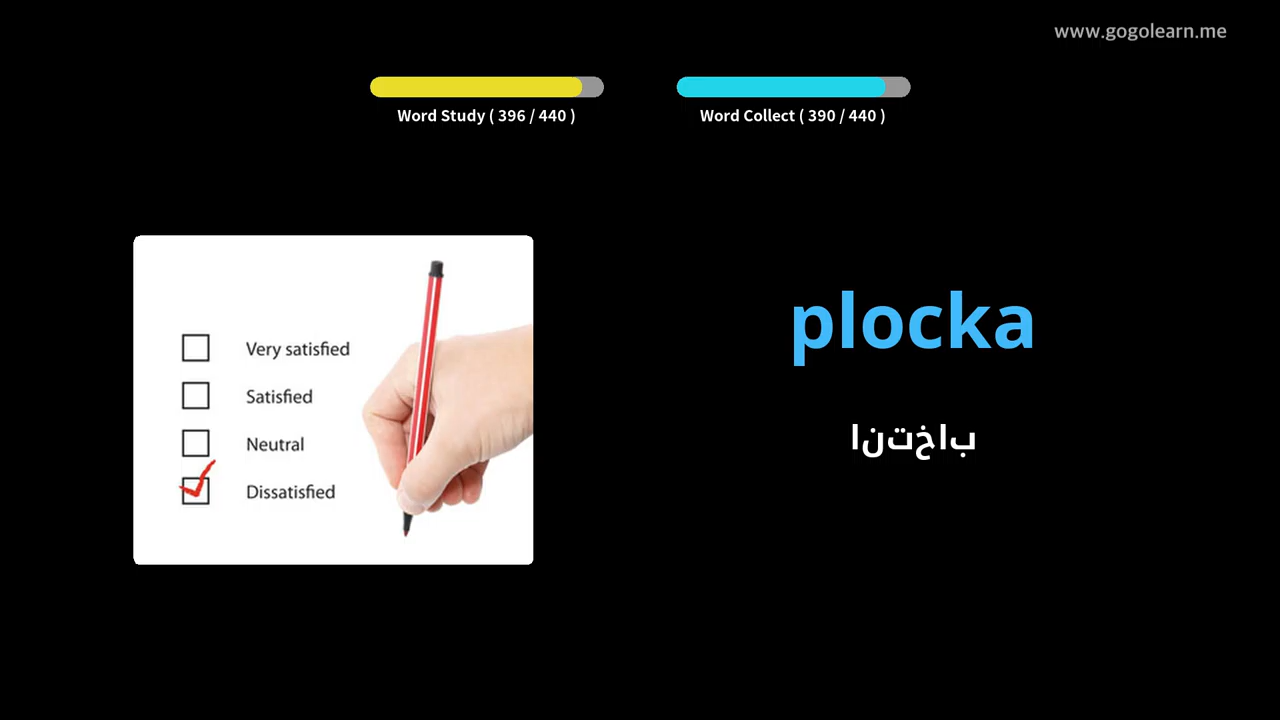 www.gogolearn.me
Word Study ( 396 / 440 )
Word Collect ( 390 / 440 )
Very satisfied
Satisfied
Neutral
Dissatisfied
plocka
انتخاب